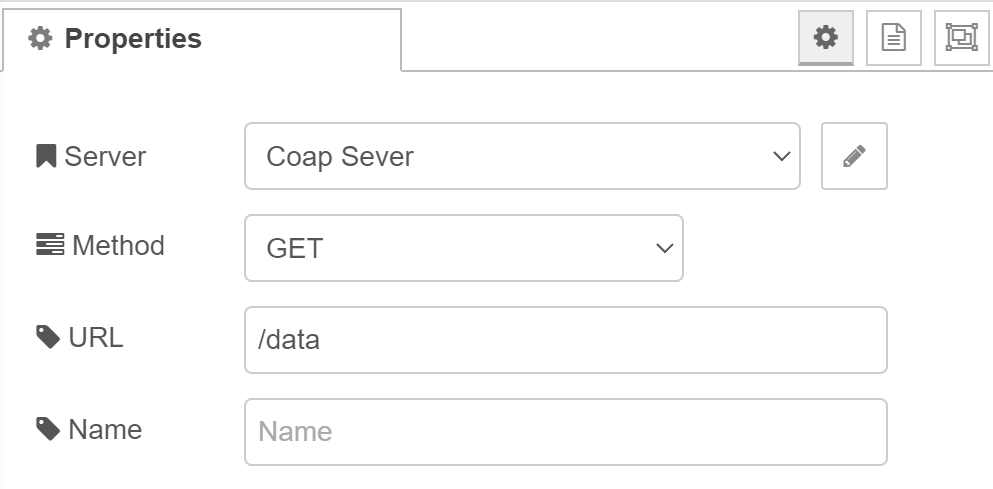 Properties
Server
Coap Sever
Method
GET
URL
/data
Name
Name